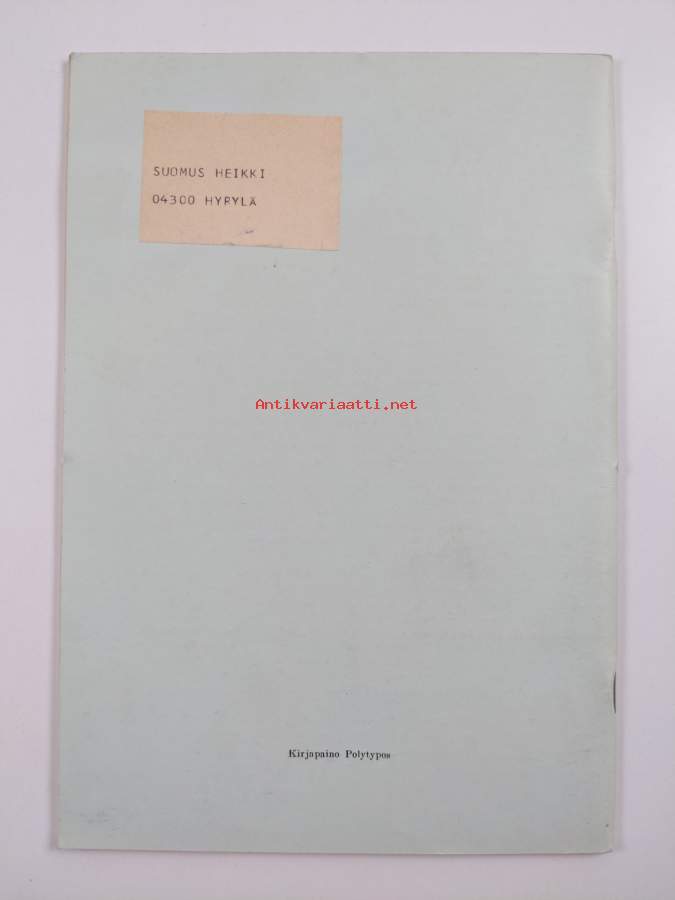 SUOMUS HEIKKI
04300 HYRYLÄ
Antikvariaatti.net
Kirjapaino Polytypos